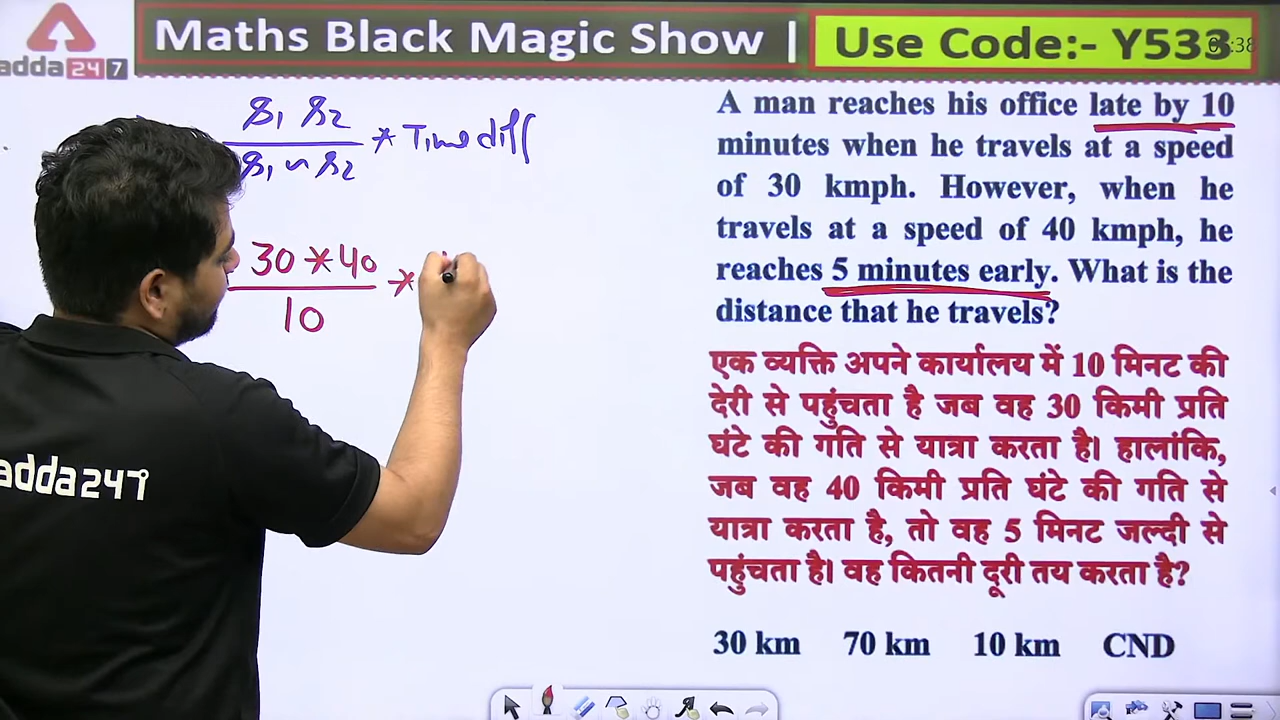 adda247
Maths Black Magic Show |
Use Code:- Y533
S₁ S₂
S₁ ~ S₂
* Time diff
30 * 40
10
*
A man reaches his office late by 10
minutes when he travels at a speed
of 30 kmph. However, when he
travels at a speed of 40 kmph, he
reaches 5 minutes early. What is the
distance that he travels?
एक व्यक्ति अपने कार्यालय में 10 मिनट की
देरी से पहुंचता है जब वह 30 किमी प्रति
घंटे की गति से यात्रा करता है। हालांकि,
जब वह 40 किमी प्रति घंटे की गति से
यात्रा करता है, तो वह 5 मिनट जल्दी से
पहुंचता है। वह कितनी दूरी तय करता है?
30 km 70 km 10 km CND
adda247